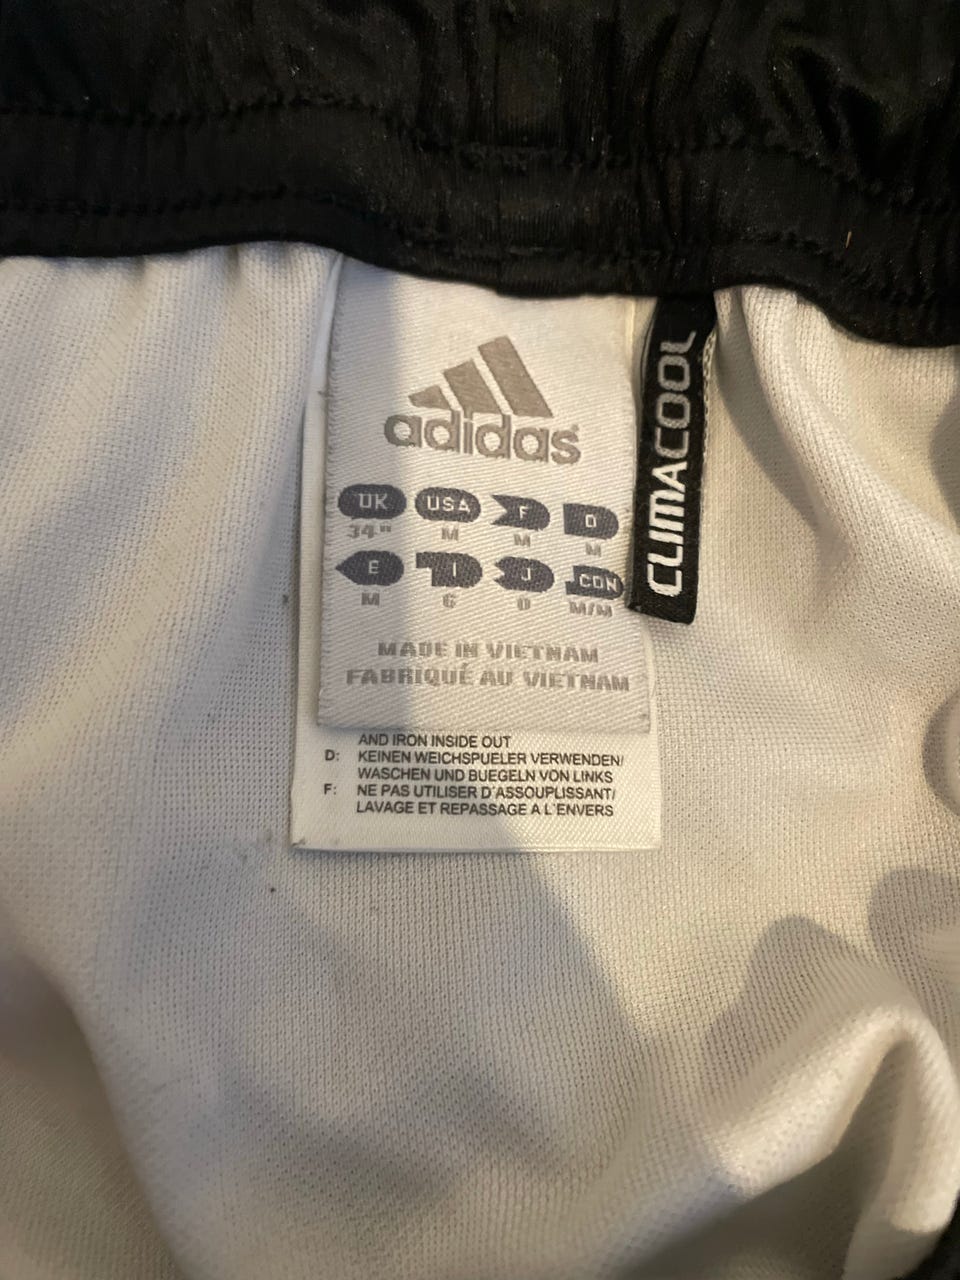 adidas®
UK USA F D
34" M M M
E I J CON
M G O M/M
MADE IN VIETNAM
FABRIQUÉ AU VIETNAM
CLIMACOOL
AND IRON INSIDE OUT
D: KEINEN WEICHSPUELER VERWENDEN/
WASCHEN UND BUEGELN VON LINKS
F: NE PAS UTILISER D'ASSOUPLISSANT/
LAVAGE ET REPASSAGE A L'ENVERS